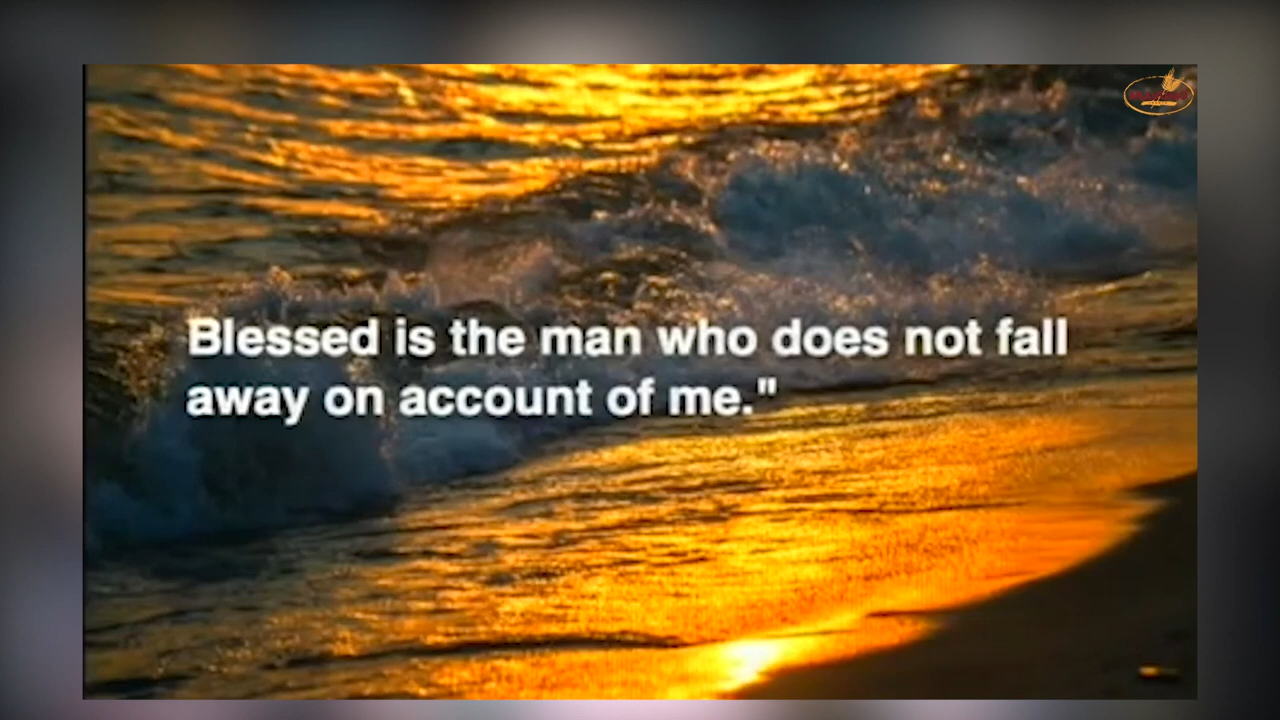 Blessed is the man who does not fall
away on account of me."